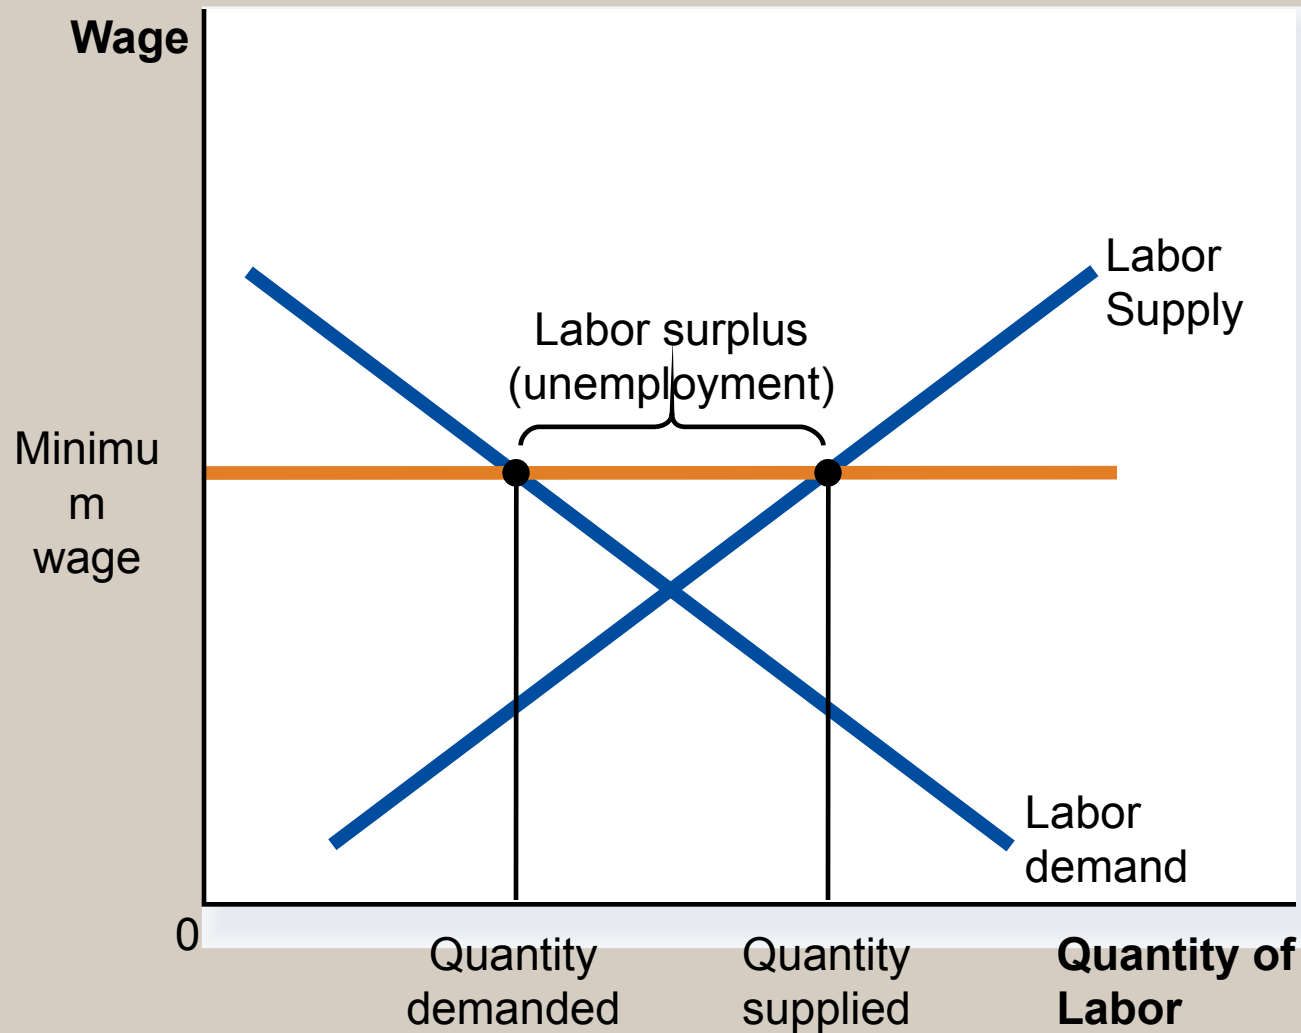 Wage
Labor
Supply
Labor surplus
(unemployment)
Minimu
m
wage
Labor
demand
0
Quantity
demanded
Quantity
supplied
Quantity of
Labor